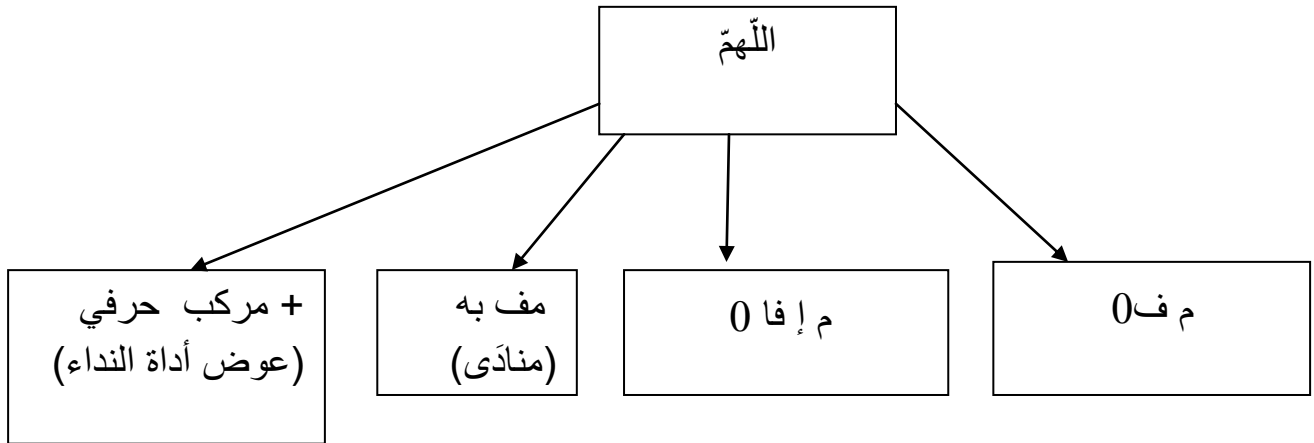 اللّهمّ
م ف0
م إ فا 0
مف به
(منادَى)
+ مركب حرفي
(عوض أداة النداء)